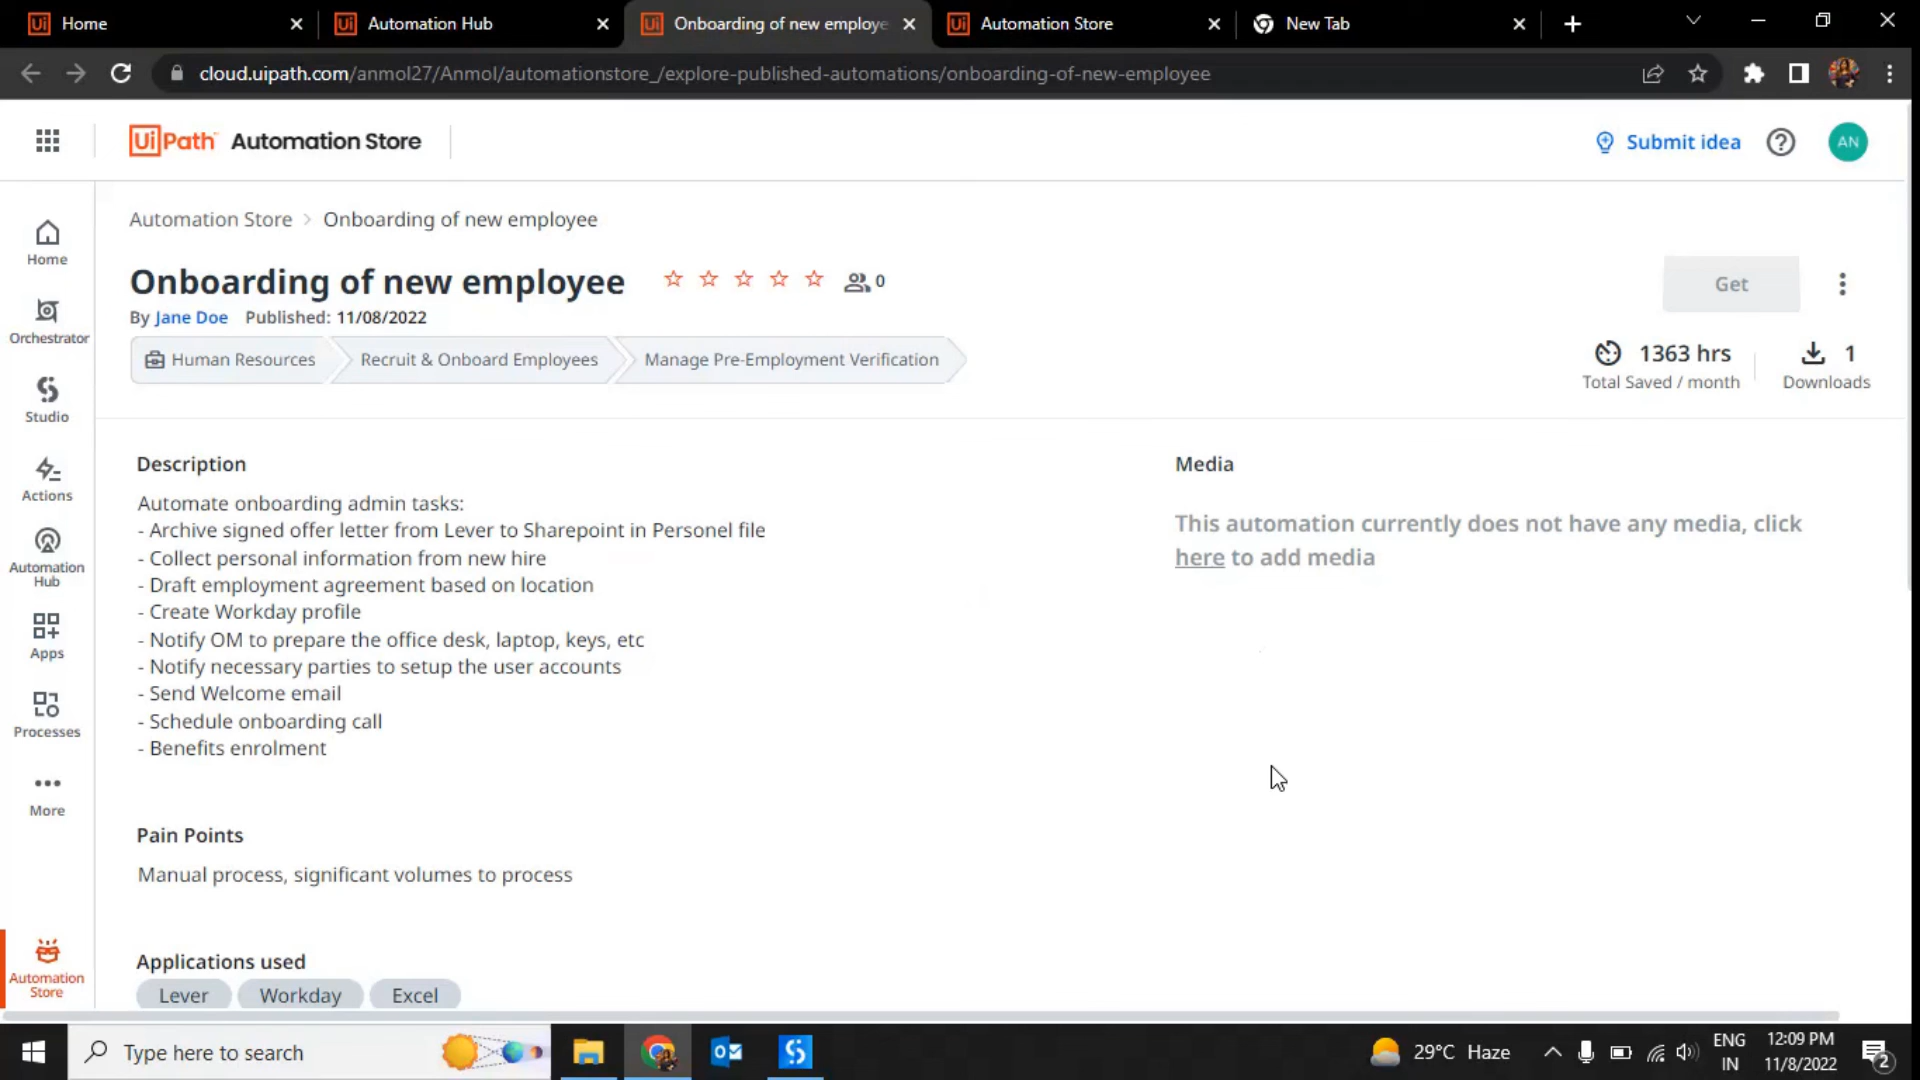 Home
Automation Hub
Onboarding of new employe
Automation Store
New Tab
cloud.uipath.com/anmol27/Anmol/automationstore_/explore-published-automations/onboarding-of-new-employee
UiPath Automation Store
Submit idea
AN
Automation Store > Onboarding of new employee
Onboarding of new employee
0
Get
By Jane Doe Published: 11/08/2022
Human Resources
Recruit & Onboard Employees
Manage Pre-Employment Verification
1363 hrs
Total Saved / month
1
Downloads
Home
Orchestrator
Studio
Actions
Automation
Hub
Apps
Processes
More
Automation
Store
Description
Automate onboarding admin tasks:
- Archive signed offer letter from Lever to Sharepoint in Personel file
- Collect personal information from new hire
- Draft employment agreement based on location
- Create Workday profile
- Notify OM to prepare the office desk, laptop, keys, etc
- Notify necessary parties to setup the user accounts
- Send Welcome email
- Schedule onboarding call
- Benefits enrolment
Media
This automation currently does not have any media, click
here to add media
Pain Points
Manual process, significant volumes to process
Applications used
Lever
Workday
Excel
Type here to search
29°C Haze
ENG
IN
12:09 PM
11/8/2022
2